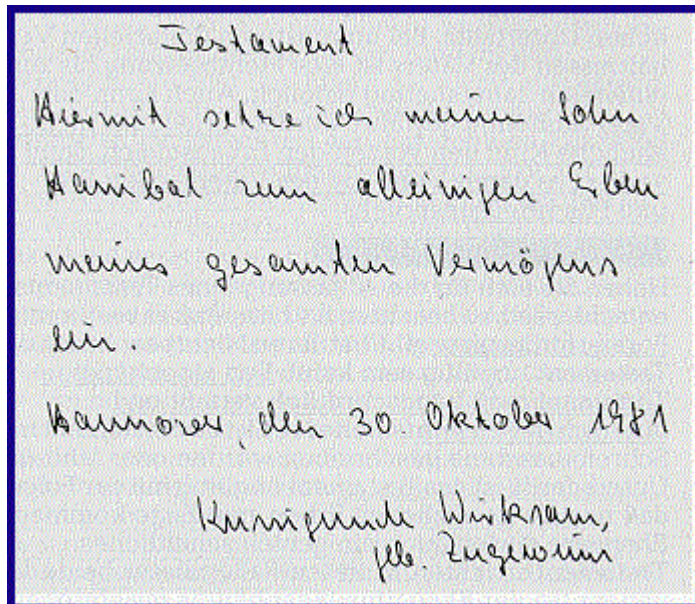 Testament
Hiermit setze ich meinen Sohn
Hannibal zum alleinigen Erben
meines gesamten Vermögens
ein.
Hannover, den 30. Oktober 1981
Kunigunde Wirksam,
geb. Zugewinn